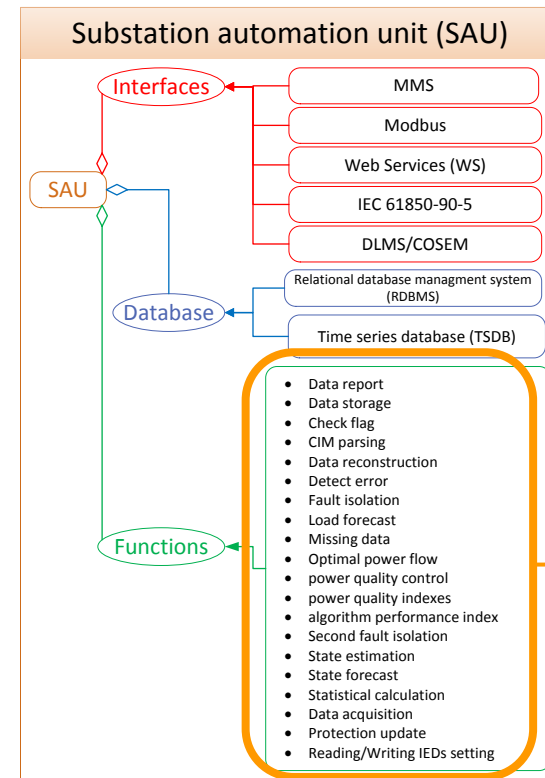 Substation automation unit (SAU)
Interfaces
MMS
Modbus
Web Services (WS)
IEC 61850-90-5
DLMS/COSEM
SAU
Database
Relational database managment system
(RDBMS)
Time series database (TSDB)
Functions
• Data report
• Data storage
• Check flag
• CIM parsing
• Data reconstruction
• Detect error
• Fault isolation
• Load forecast
• Missing data
• Optimal power flow
• power quality control
• power quality indexes
• algorithm performance index
• Second fault isolation
• State estimation
• State forecast
• Statistical calculation
• Data acquisition
• Protection update
• Reading/Writing IEDs setting